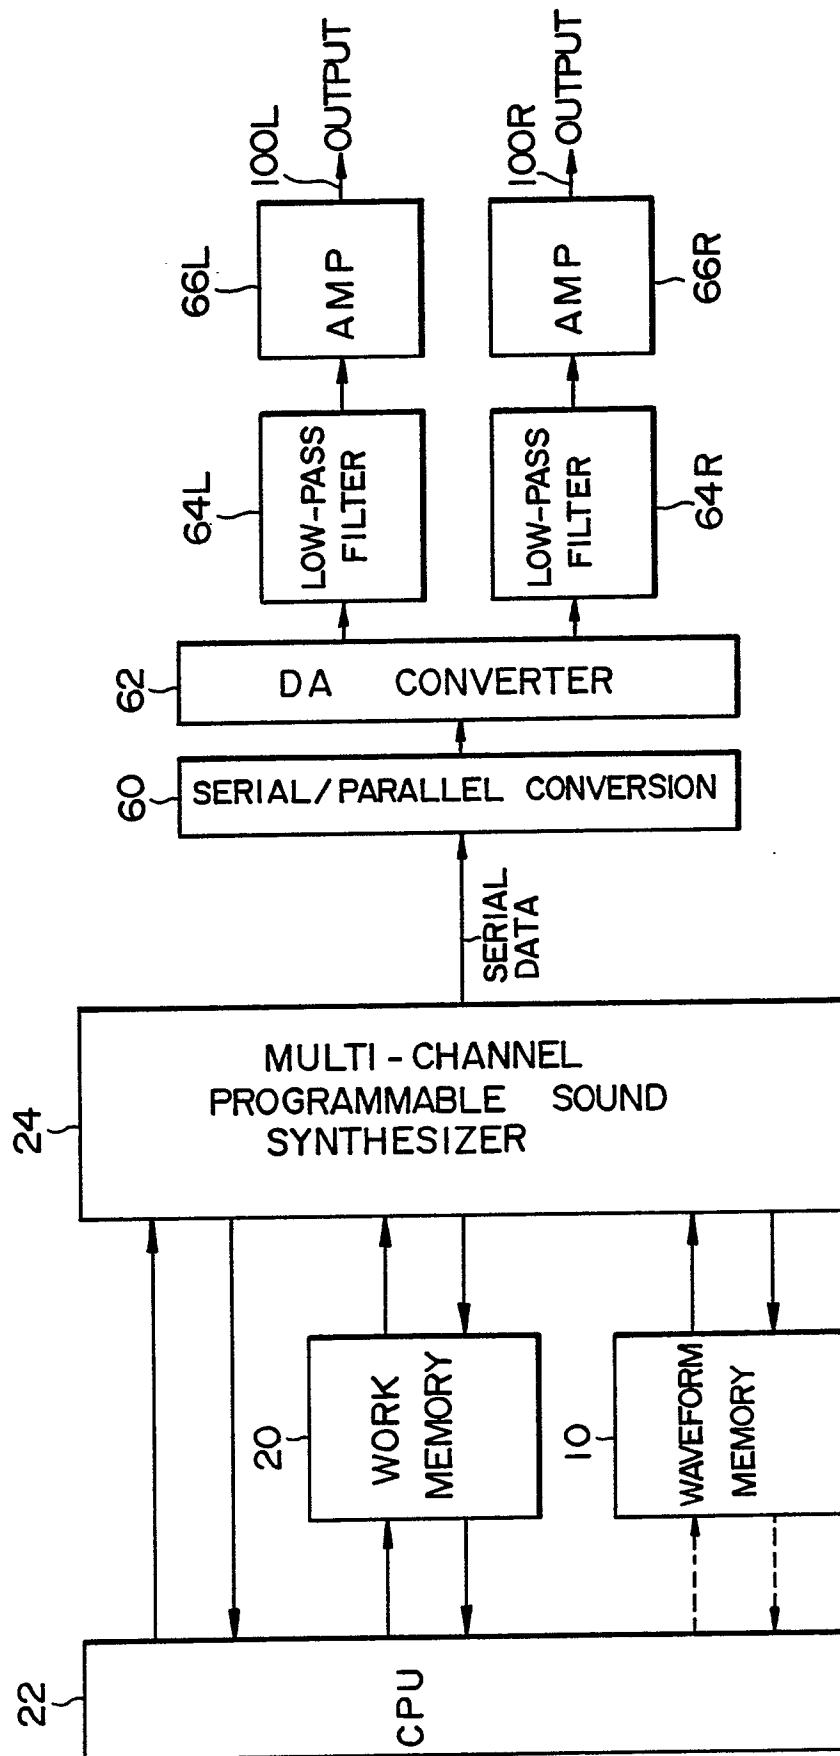 22
CPU
20
WORK
MEMORY
10
WAVEFORM
MEMORY
24
MULTI-CHANNEL
PROGRAMMABLE SOUND
SYNTHESIZER
SERIAL
DATA
60
SERIAL/PARALLEL CONVERSION
62
DA CONVERTER
64L
LOW-PASS
FILTER
64R
LOW-PASS
FILTER
66L
AMP
66R
AMP
100L
OUTPUT
100R
OUTPUT